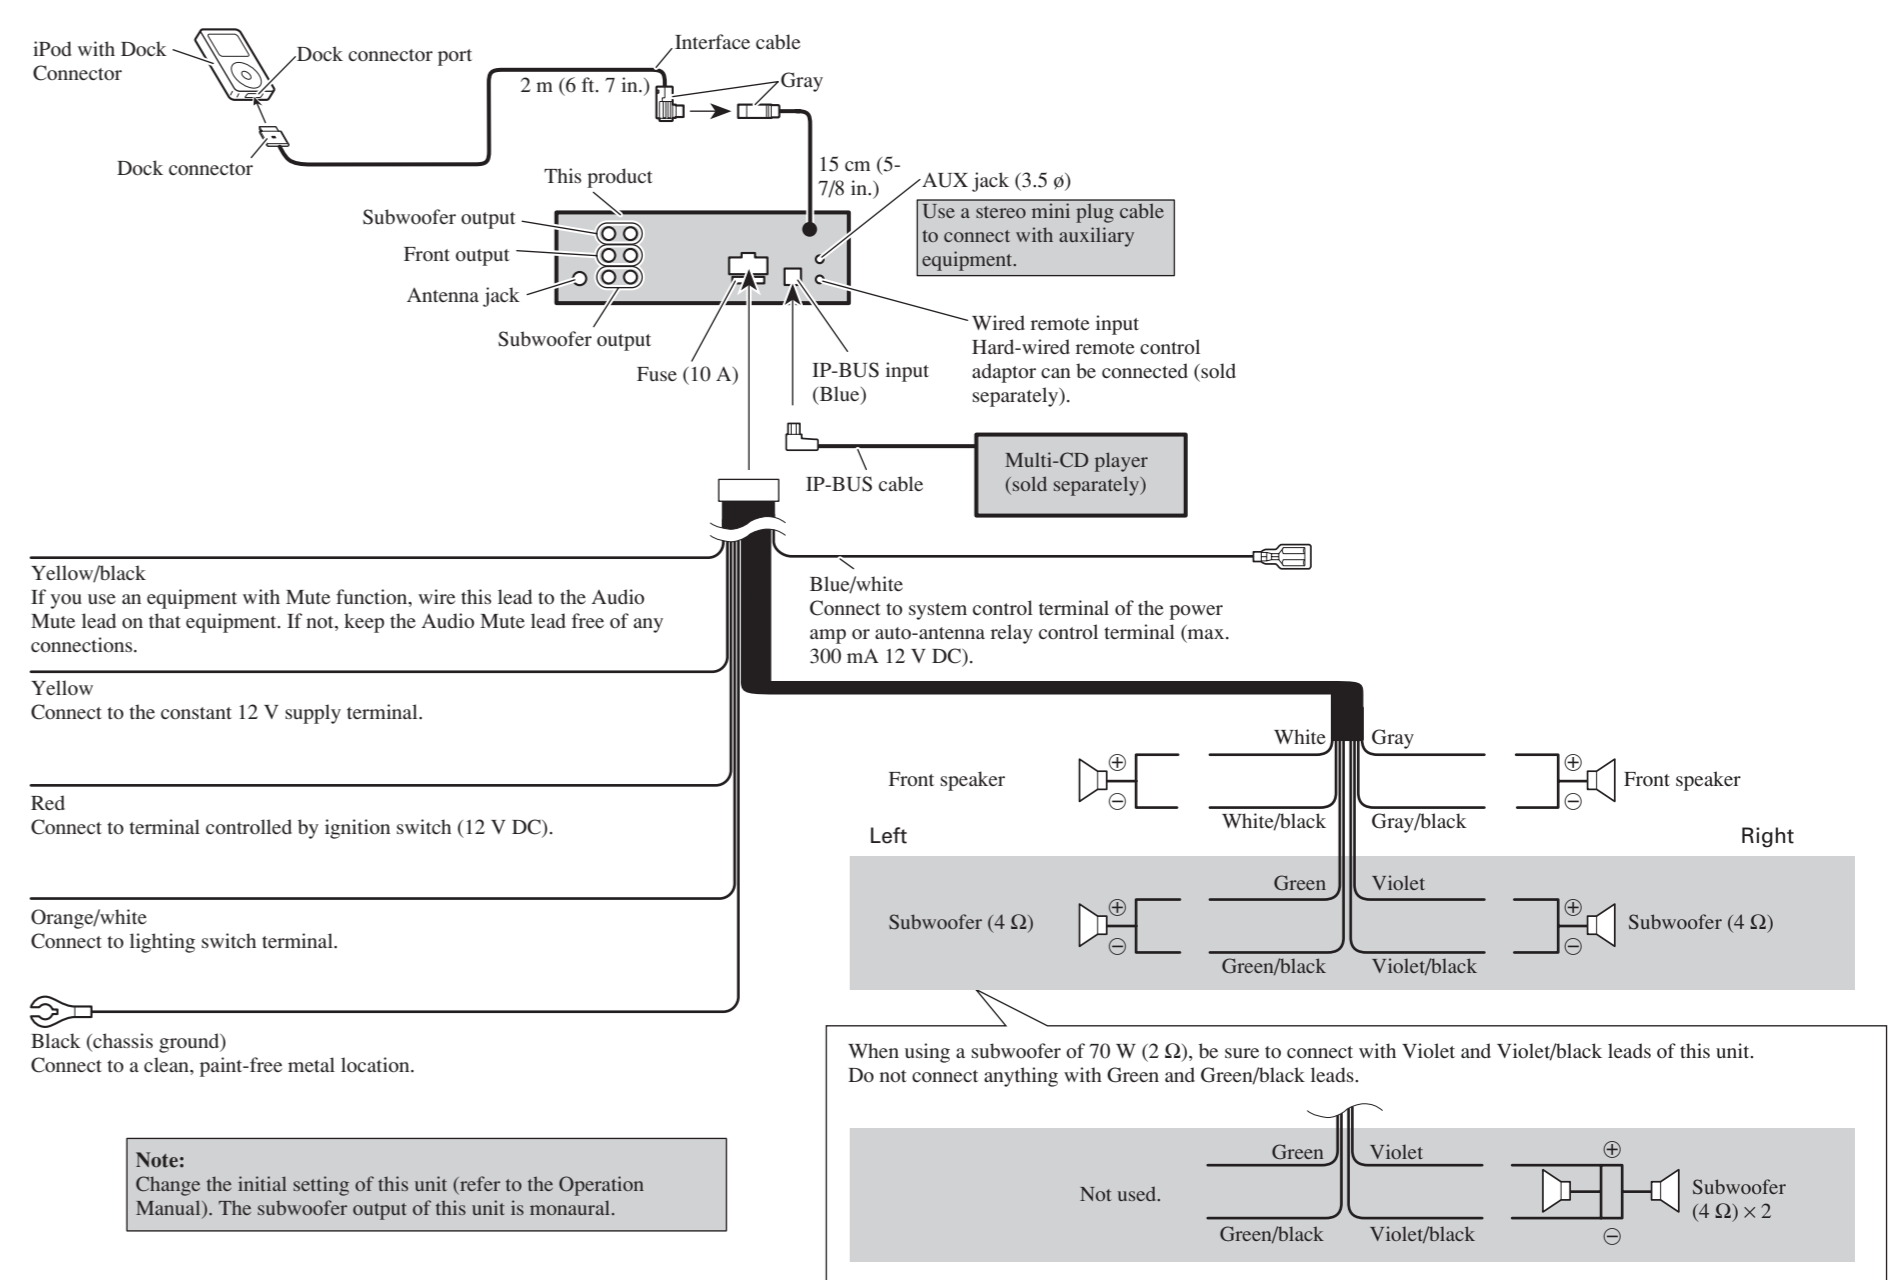 iPod with Dock
Connector
Dock connector port
Interface cable
2 m (6 ft. 7 in.)
Gray
Dock connector
This product
15 cm (5-
7/8 in.)
AUX jack (3.5 ø)
Use a stereo mini plug cable
to connect with auxiliary
equipment.
Subwoofer output
Front output
Antenna jack
Subwoofer output
Fuse (10 A)
IP-BUS input
(Blue)
Wired remote input
Hard-wired remote control
adaptor can be connected (sold
separately).
IP-BUS cable
Multi-CD player
(sold separately)
Yellow/black
If you use an equipment with Mute function, wire this lead to the Audio
Mute lead on that equipment. If not, keep the Audio Mute lead free of any
connections.
Blue/white
Connect to system control terminal of the power
amp or auto-antenna relay control terminal (max.
300 mA 12 V DC).
Yellow
Connect to the constant 12 V supply terminal.
Red
Connect to terminal controlled by ignition switch (12 V DC).
Orange/white
Connect to lighting switch terminal.
Black (chassis ground)
Connect to a clean, paint-free metal location.
White
Gray
Front speaker
⊕
⊕
Front speaker
⊖
⊖
White/black
Gray/black
Left
Right
Green
Violet
Subwoofer (4 Ω)
⊕
⊕
Subwoofer (4 Ω)
⊖
⊖
Green/black
Violet/black
When using a subwoofer of 70 W (2 Ω), be sure to connect with Violet and Violet/black leads of this unit.
Do not connect anything with Green and Green/black leads.
Green
Violet
⊕
Not used.
Subwoofer
(4 Ω) × 2
Green/black
Violet/black
⊖
Note:
Change the initial setting of this unit (refer to the Operation
Manual). The subwoofer output of this unit is monaural.